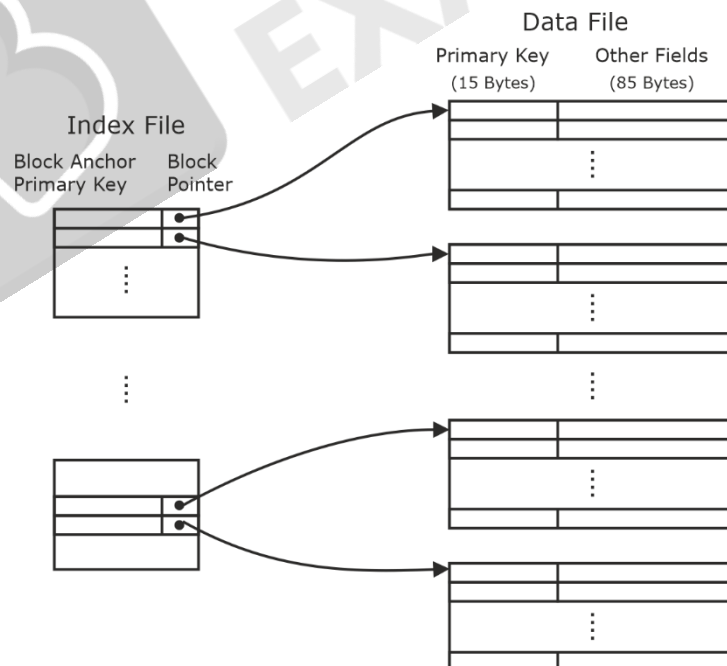 Data File
Primary Key Other Fields
(15 Bytes) (85 Bytes)
Index File
Block Anchor Block
Primary Key Pointer